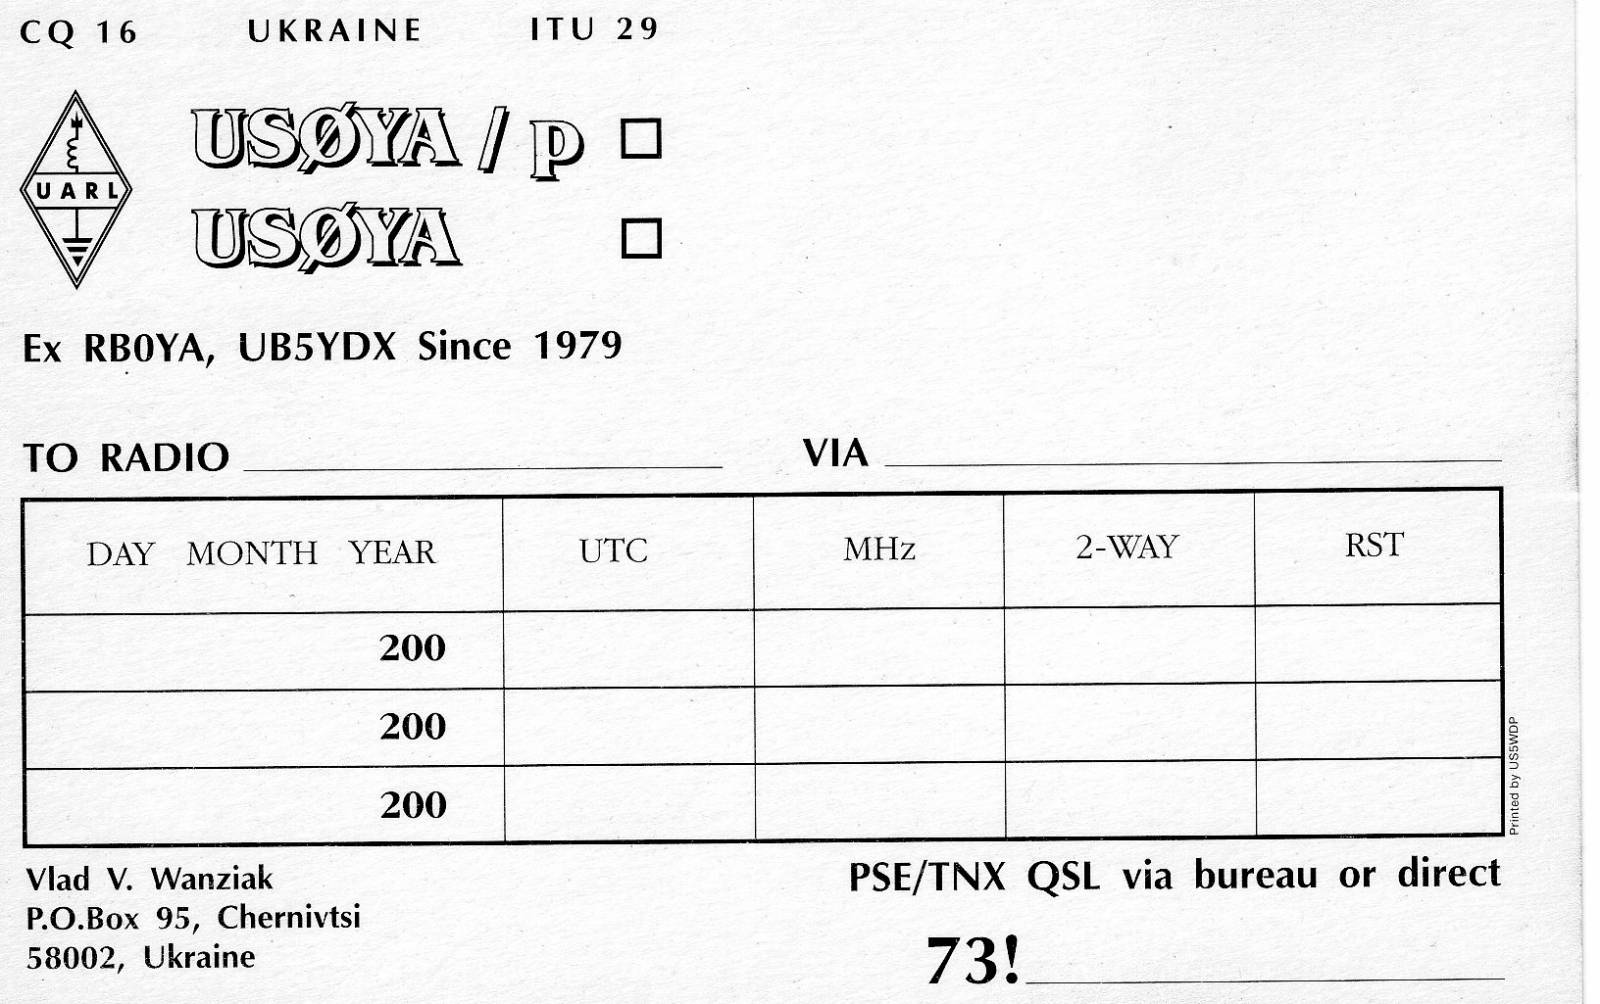 CQ 16 UKRAINE ITU 29
USØYA / p
UARL
USØYA
Ex RB0YA, UB5YDX Since 1979
TO RADIO VIA
DAY MONTH YEAR UTC MHz 2-WAY RST
200
200
200
Printed by US5WDP
Vlad V. Wanziak
P.O.Box 95, Chernivtsi
58002, Ukraine
PSE/TNX QSL via bureau or direct
73!